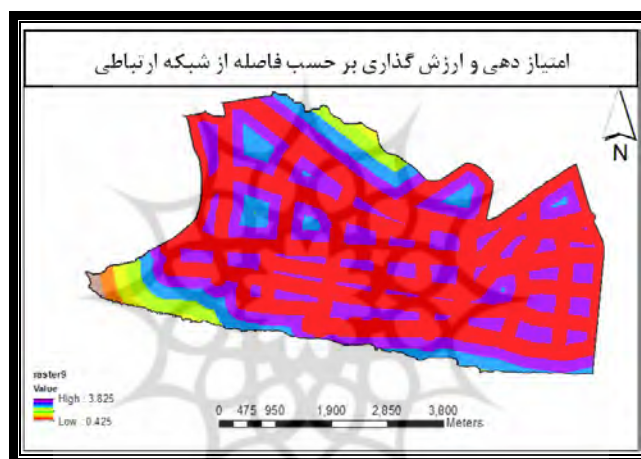 امتیاز دهی و ارزش گذاری بر حسب فاصله از شبکه ارتباطی
N
raster9
Value
High : 3.825
Low : 0.425
0 475 950 1,900 2,850 3,800
Meters